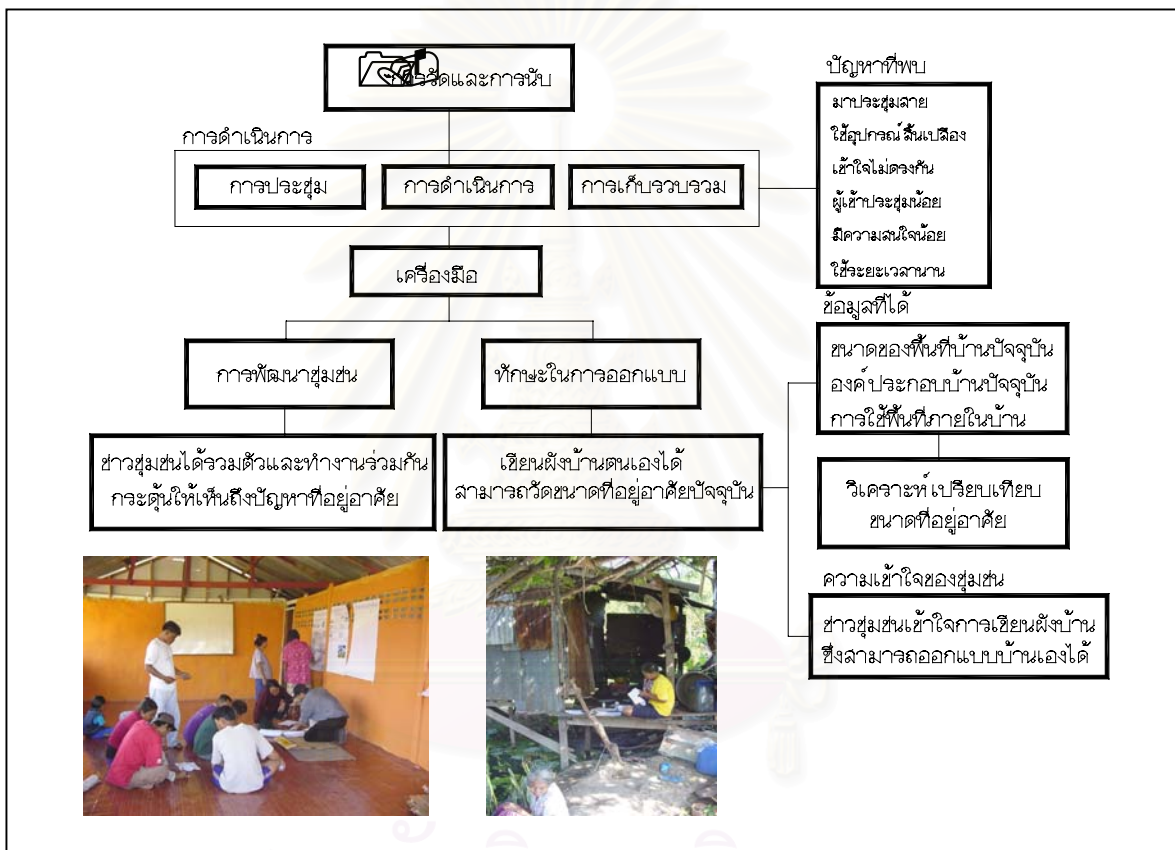 การวัดและการนับ
การดำเนินการ
การประชุม
การดำเนินการ
การเก็บรวบรวม
ปัญหาที่พบ
มาประชุมสาย
ใช้อุปกรณ์สิ้นเปลือง
เข้าใจไม่ตรงกัน
ผู้เข้าประชุมน้อย
มีความสนใจน้อย
ใช้ระยะเวลานาน
เครื่องมือ
การพัฒนาชุมชน
ทักษะในการออกแบบ
ข้อมูลที่ได้
ขนาดของพื้นที่บ้านปัจจุบัน
องค์ประกอบบ้านปัจจุบัน
การใช้พื้นที่ภายในบ้าน
ชาวชุมชนได้รวมตัวและทำงานร่วมกัน
กระตุ้นให้เห็นถึงปัญหาที่อยู่อาศัย
เขียนผังบ้านตนเองได้
สามารถวัดขนาดที่อยู่อาศัยปัจจุบัน
วิเคราะห์ เปรียบเทียบ
ขนาดที่อยู่อาศัย
ความเข้าใจของชุมชน
ชาวชุมชนเข้าใจการเขียนผังบ้าน
ซึ่งสามารถออกแบบบ้านเองได้